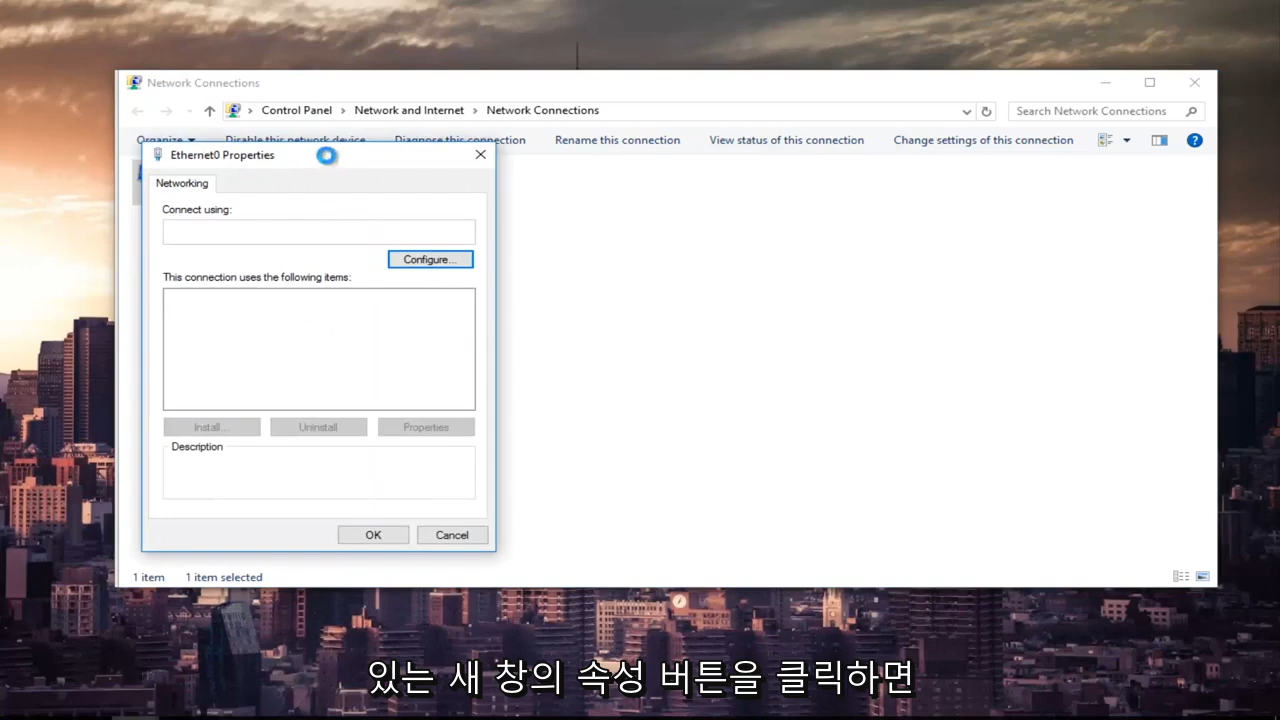 Network Connections
Control Panel > Network and Internet > Network Connections
Search Network Connections
Organize
Disable this network device
Diagnose this connection
Rename this connection
View status of this connection
Change settings of this connection
Ethernet0 Properties
Networking
Connect using:
Configure...
This connection uses the following items:
Install...
Uninstall
Properties
Description
OK
Cancel
1 item
1 item selected
있는 새 창의 속성 버튼을 클릭하면